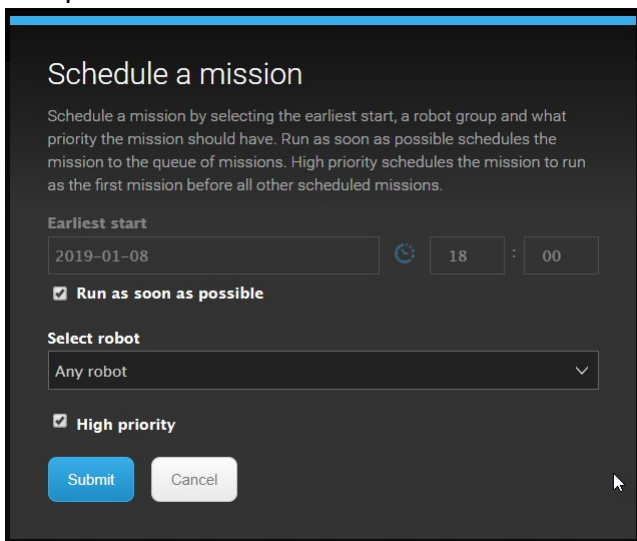 Schedule a mission
Schedule a mission by selecting the earliest start, a robot group and what
priority the mission should have. Run as soon as possible schedules the
mission to the queue of missions. High priority schedules the mission to run
as the first mission before all other scheduled missions.
Earliest start
2019-01-08 18 : 00
Run as soon as possible
Select robot
Any robot
High priority
Submit Cancel